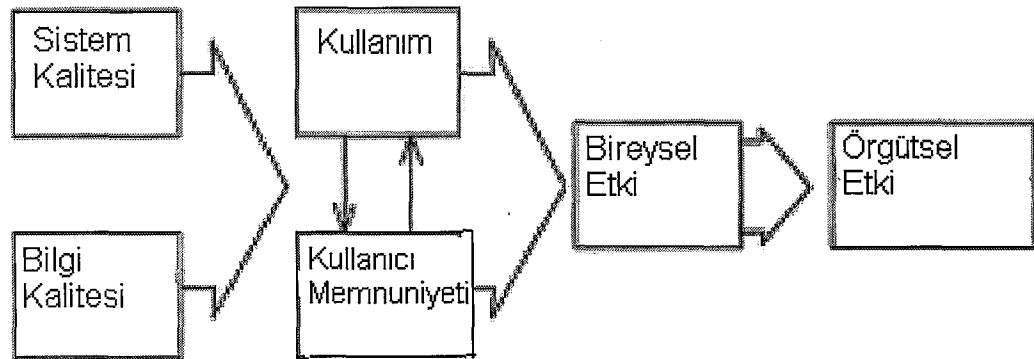 Sistem
Kalitesi
Kullanım
Bireysel
Etki
Örgütsel
Etki
Bilgi
Kalitesi
Kullanıcı
Memnuniyeti